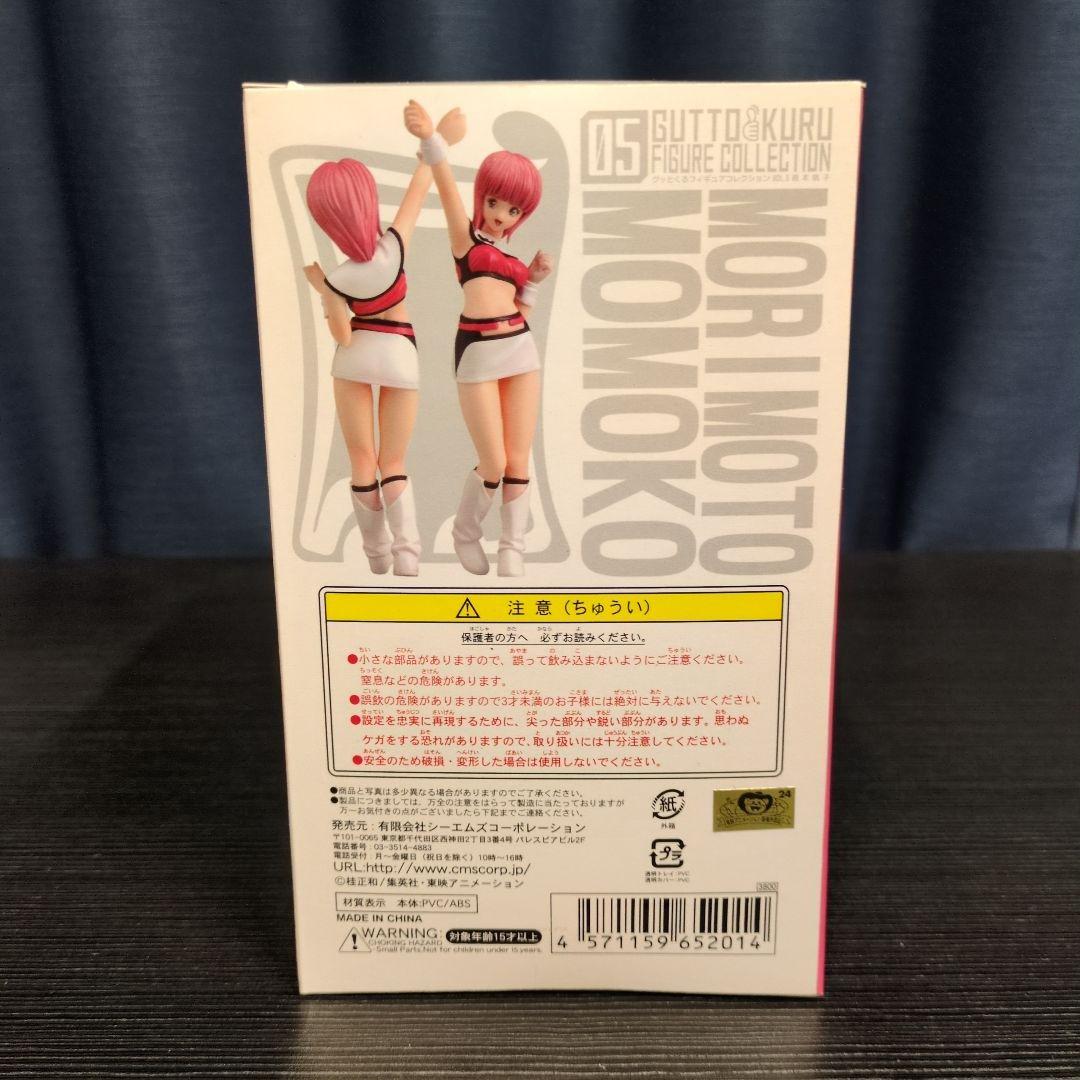 05
GUTTO KURU
FIGURE COLLECTION
グッとくるフィギュアコレクション
MORIMOTO
MOMOKO
注意(ちゅうい)
保護者の方へ 必ずお読みください。
●小さな部品がありますので、誤って飲み込まないようにご注意ください。
窒息などの危険があります。
●誤飲の危険がありますので3才未満のお子様には絶対に与えないでください。
●設定を忠実に再現するために、尖った部分や鋭い部分があります。思わぬ
ケガをする恐れがありますので、取り扱いには十分注意してください。
●安全のため破損・変形した場合は使用しないでください。
●商品と写真は多少異なる場合がありますのでご了承ください。
●製品につきましては、万全の注意をはらって製造に当たっておりますが
万一お気付きの点がございましたら下記までご連絡ください。
発売元:有限会社シーエムズコーポレーション
〒101-0065 東京都千代田区西神田2丁目3番4号 パレスピアビル2F
電話番号:03-3514-4883
電話受付:月〜金曜日(祝日を除く)10時〜16時
URL:http://www.cmscorp.jp/
©桂正和/集英社・東映アニメーション
材質表示 本体:PVC/ABS
MADE IN CHINA
WARNING:
CHOKING HAZARD
-Small Parts.Not for children under 15 years.
対象年齢15才以上
紙
外箱
プラ
透明トレイ:PVC
透明カバー:PVC
24
3800
4 571159 652014